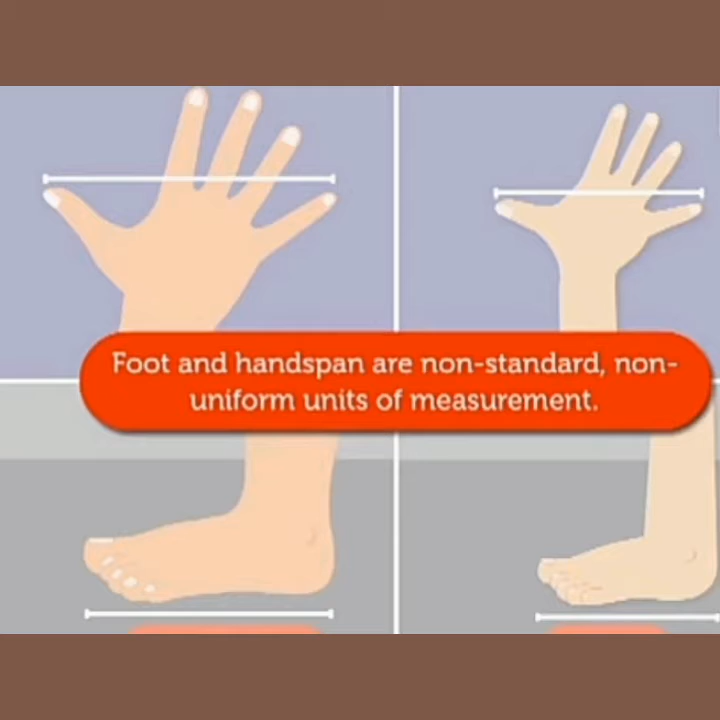 Foot and handspan are non-standard, non-
uniform units of measurement.